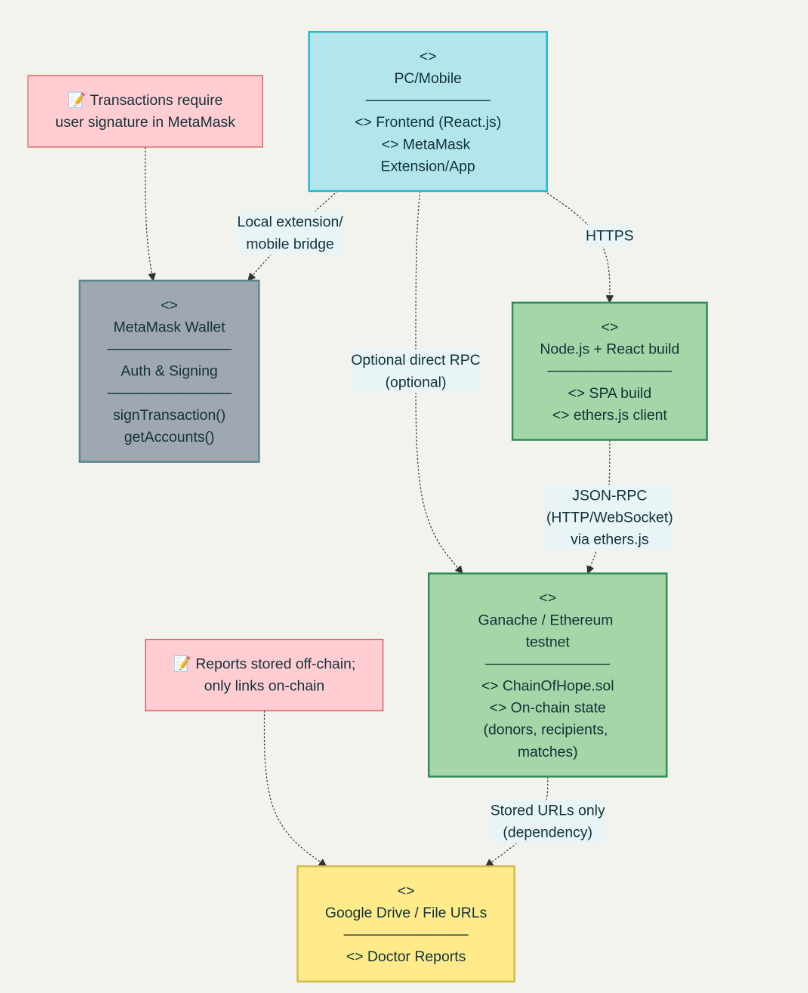 <>
PC/Mobile
<> Frontend (React.js)
<> MetaMask
Extension/App
📝 Transactions require
user signature in MetaMask
Local extension/
mobile bridge
HTTPS
<>
MetaMask Wallet
Auth & Signing
signTransaction()
getAccounts()
<>
Node.js + React build
<> SPA build
<> ethers.js client
Optional direct RPC
(optional)
JSON-RPC
(HTTP/WebSocket)
via ethers.js
<>
Ganache / Ethereum
testnet
<> ChainOfHope.sol
<> On-chain state
(donors, recipients,
matches)
📝 Reports stored off-chain;
only links on-chain
Stored URLs only
(dependency)
<>
Google Drive / File URLs
<> Doctor Reports